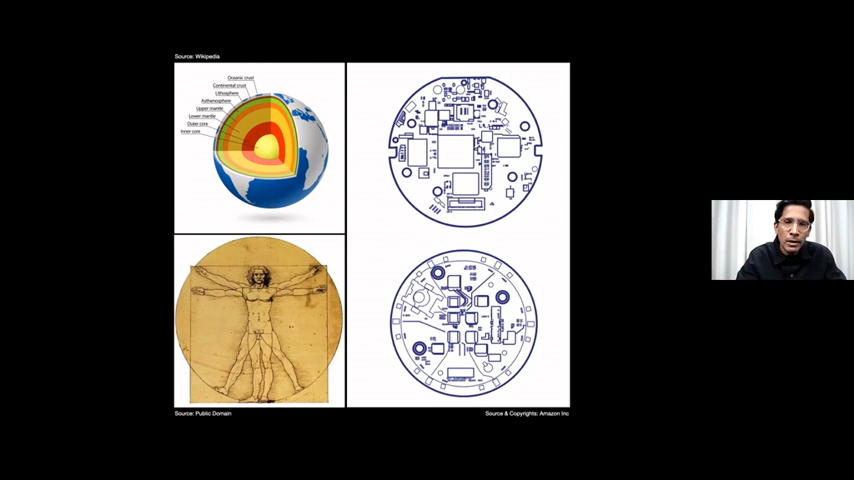 Source: Wikipedia
Oceanic crust
Continental crust
Lithosphere
Asthenosphere
Upper mantle
Lower mantle
Outer core
Inner core
Source: Public Domain
Source & Copyrights: Amazon Inc